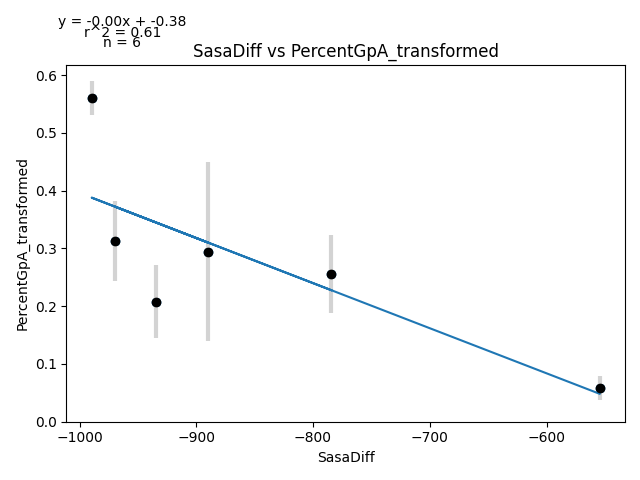 y = -0.00x + -0.38
r^2 = 0.61
n = 6
SasaDiff vs PercentGpA_transformed
PercentGpA_transformed
0.6
0.5
0.4
0.3
0.2
0.1
0.0
−1000 −900 −800 −700 −600
SasaDiff